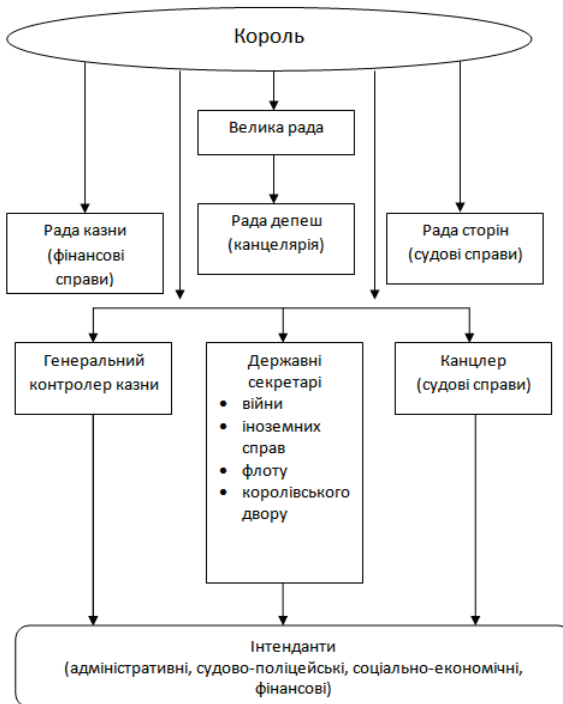 Король
Велика рада
Рада казни
(фінансові
справи)
Рада депеш
(канцелярія)
Рада сторін
(судові справи)
Генеральний
контролер казни
Державні
секретарі
• війни
• іноземних
справ
• флоту
• королівського
двору
Канцлер
(судові справи)
Інтенданти
(адміністративні, судово-поліцейські, соціально-економічні,
фінансові)